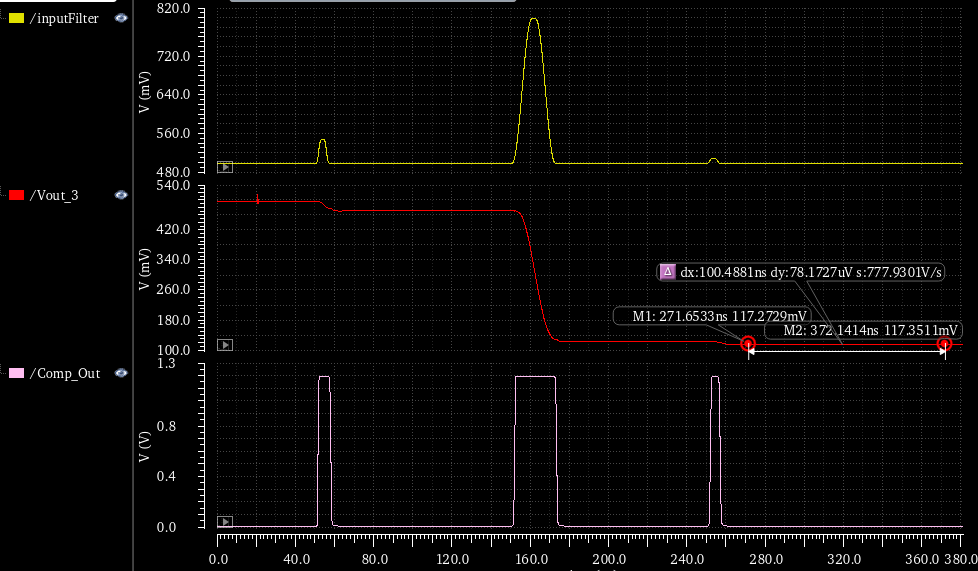 /inputFilter
820.0
720.0
640.0
560.0
480.0
V (mV)
/Vout_3
540.0
420.0
340.0
260.0
180.0
100.0
V (mV)
Δ dx:100.4881ns dy:78.1727uV s:777.9301V/s
M1: 271.6533ns 117.2729mV
M2: 372.1414ns 117.3511mV
/Comp_Out
1.3
0.8
0.4
0.0
V (V)
0.0 40.0 80.0 120.0 160.0 200.0 240.0 280.0 320.0 360.0 380.0